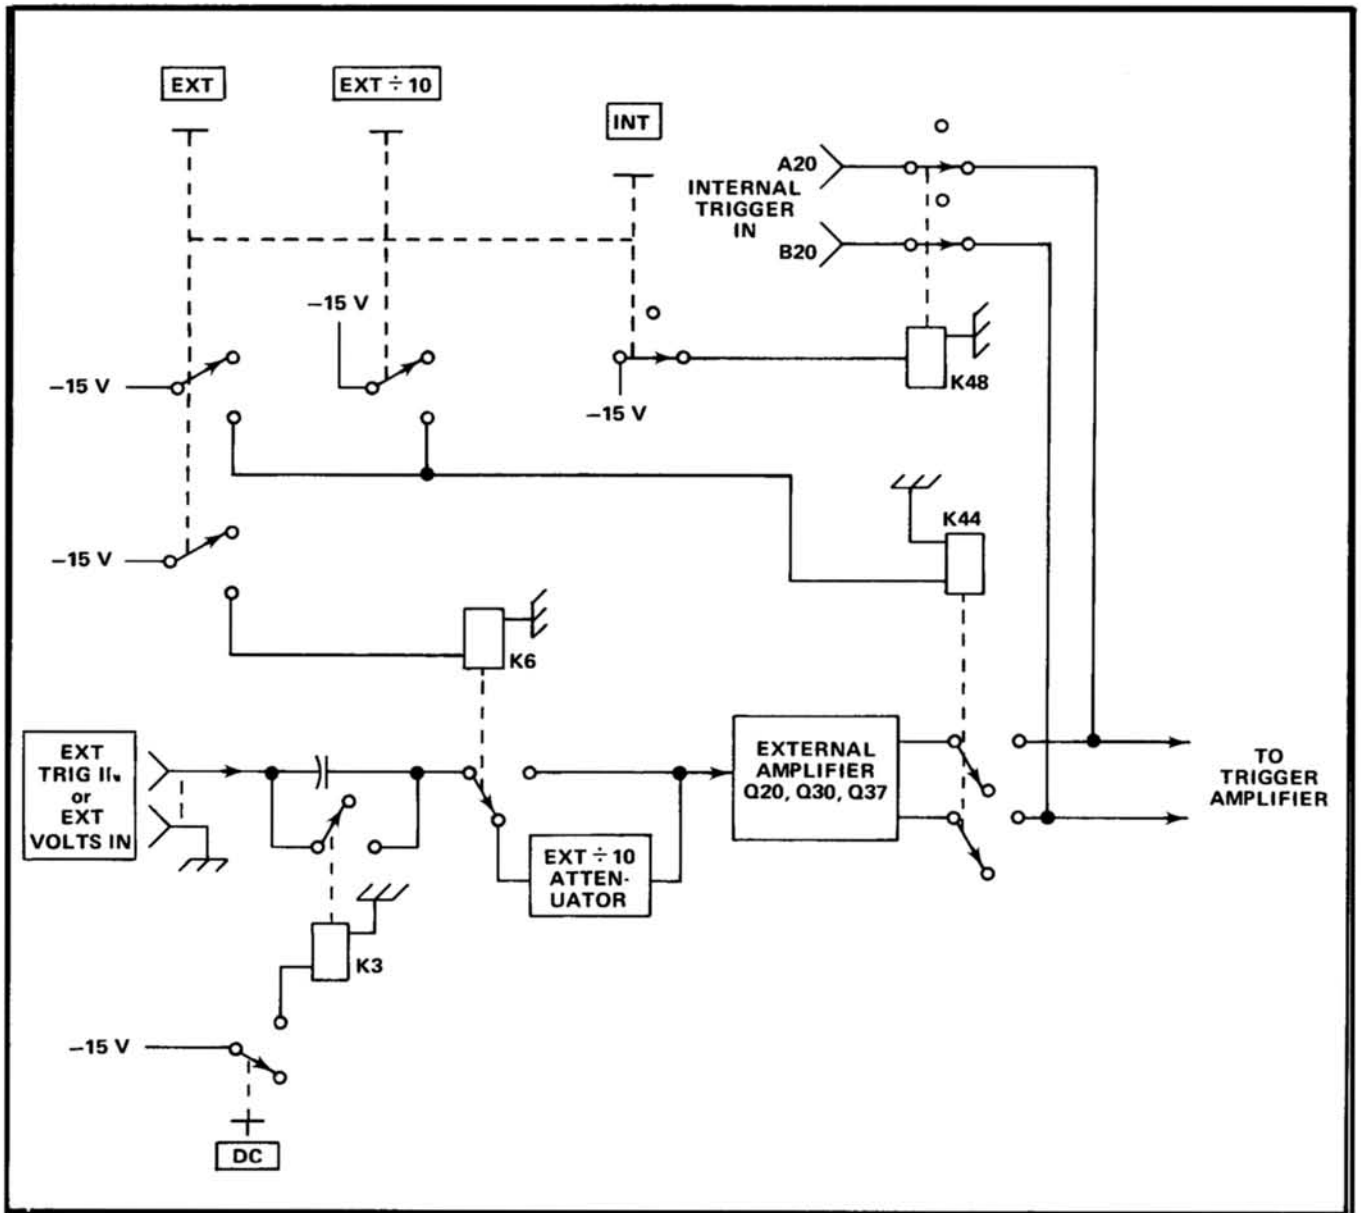 EXT
EXT ÷ 10
INT
A20
INTERNAL
TRIGGER
IN
B20
−15 V
−15 V
−15 V
K48
K44
−15 V
K6
EXT
TRIG
or
EXT
VOLTS IN
EXTERNAL
AMPLIFIER
Q20, Q30, Q37
TO
TRIGGER
AMPLIFIER
EXT ÷ 10
ATTEN-
UATOR
K3
−15 V
DC